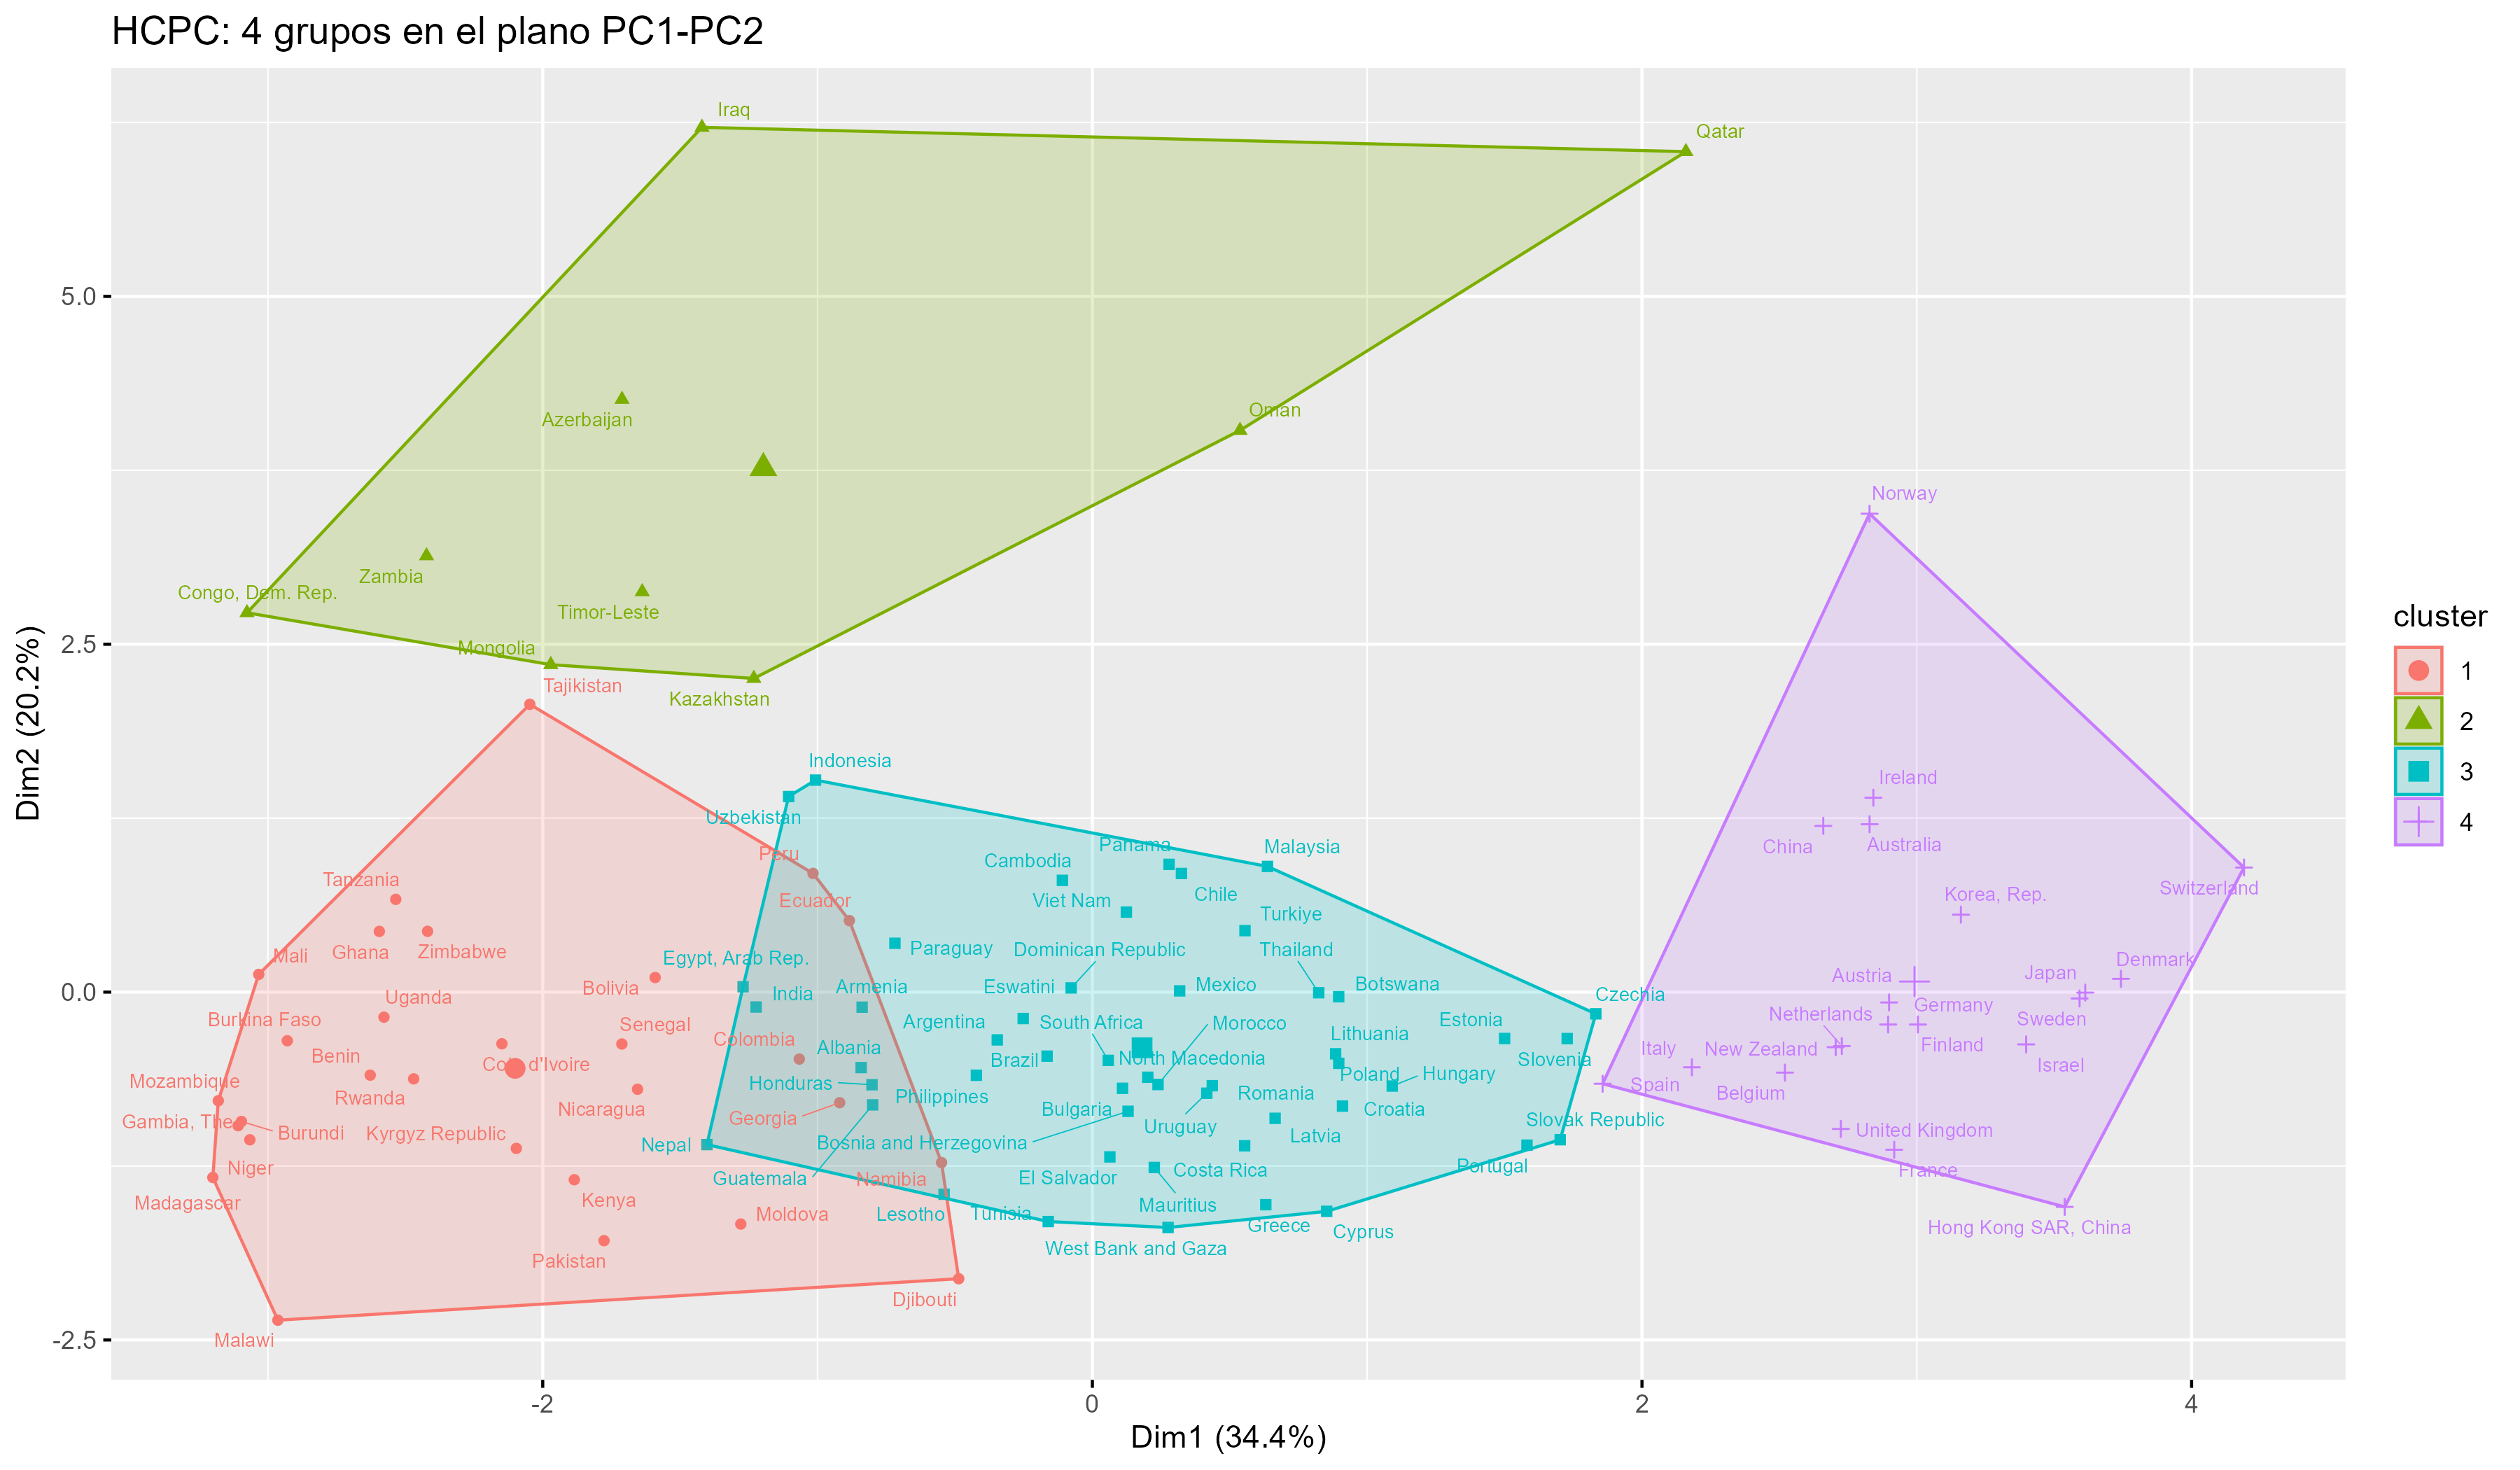 HCPC: 4 grupos en el plano PC1-PC2
Iraq
Qatar
5.0
Azerbaijan
Oman
Norway
Zambia
Congo, Dem. Rep.
Timor-Leste
2.5
Mongolia
Tajikistan
Kazakhstan
Indonesia
Ireland
Uzbekistan
China
Australia
Peru
Cambodia
Panama
Malaysia
Tanzania
Ecuador
Viet Nam
Chile
Korea, Rep.
Switzerland
Turkiye
Ghana
Zimbabwe
Mali
Egypt, Arab Rep.
Paraguay
Dominican Republic
Thailand
Denmark
Japan
Austria
0.0
Uganda
Bolivia
India
Armenia
Eswatini
Mexico
Botswana
Czechia
Netherlands
Germany
Sweden
Burkina Faso
Senegal
Argentina
South Africa
Morocco
Estonia
Lithuania
Colombia
Albania
Brazil
North Macedonia
Slovenia
Italy
New Zealand
Finland
Israel
Benin
Cote d'Ivoire
Mozambique
Rwanda
Honduras
Philippines
Romania
Poland
Hungary
Spain
Belgium
Nicaragua
Bulgaria
Croatia
Gambia, The
Burundi
Kyrgyz Republic
Georgia
Uruguay
Slovak Republic
United Kingdom
Nepal
Bosnia and Herzegovina
Latvia
Niger
Guatemala
Namibia
El Salvador
Costa Rica
Portugal
France
Madagascar
Kenya
Moldova
Lesotho
Tunisia
Mauritius
Greece
Cyprus
Hong Kong SAR, China
Pakistan
West Bank and Gaza
Djibouti
Malawi
-2.5
-2
0
2
4
Dim1 (34.4%)
Dim2 (20.2%)
cluster
1
2
3
4